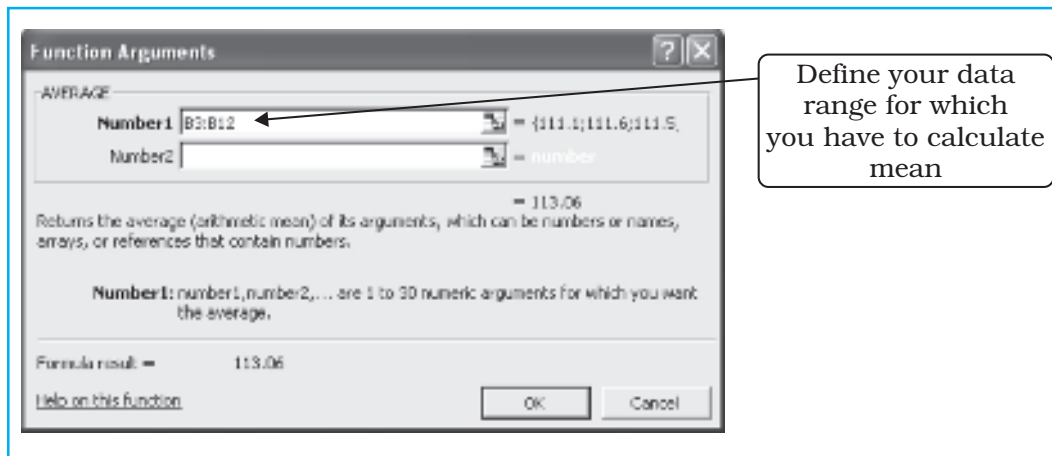 Function Arguments
AVERAGE
Number1 B3:B12 = {111.1;111.6;111.5,
Number2 = number
= 113.06
Returns the average (arithmetic mean) of its arguments, which can be numbers or names,
arrays, or references that contain numbers.
Number1: number1,number2,... are 1 to 30 numeric arguments for which you want
the average.
Formula result = 113.06
Help on this function
OK Cancel
Define your data
range for which
you have to calculate
mean